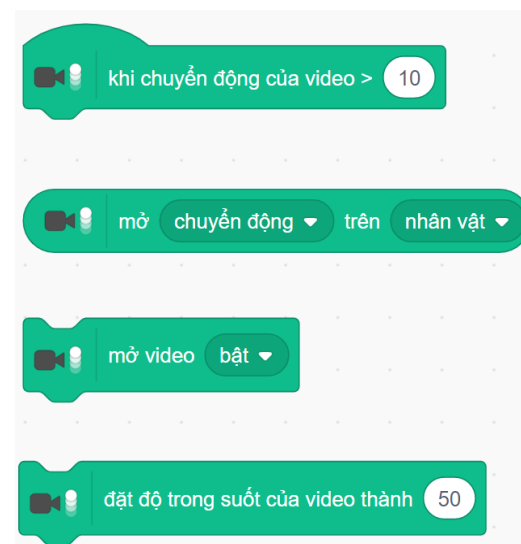 khi chuyển động của video > 10
mở chuyển động trên nhân vật
mở video bật
đặt độ trong suốt của video thành 50